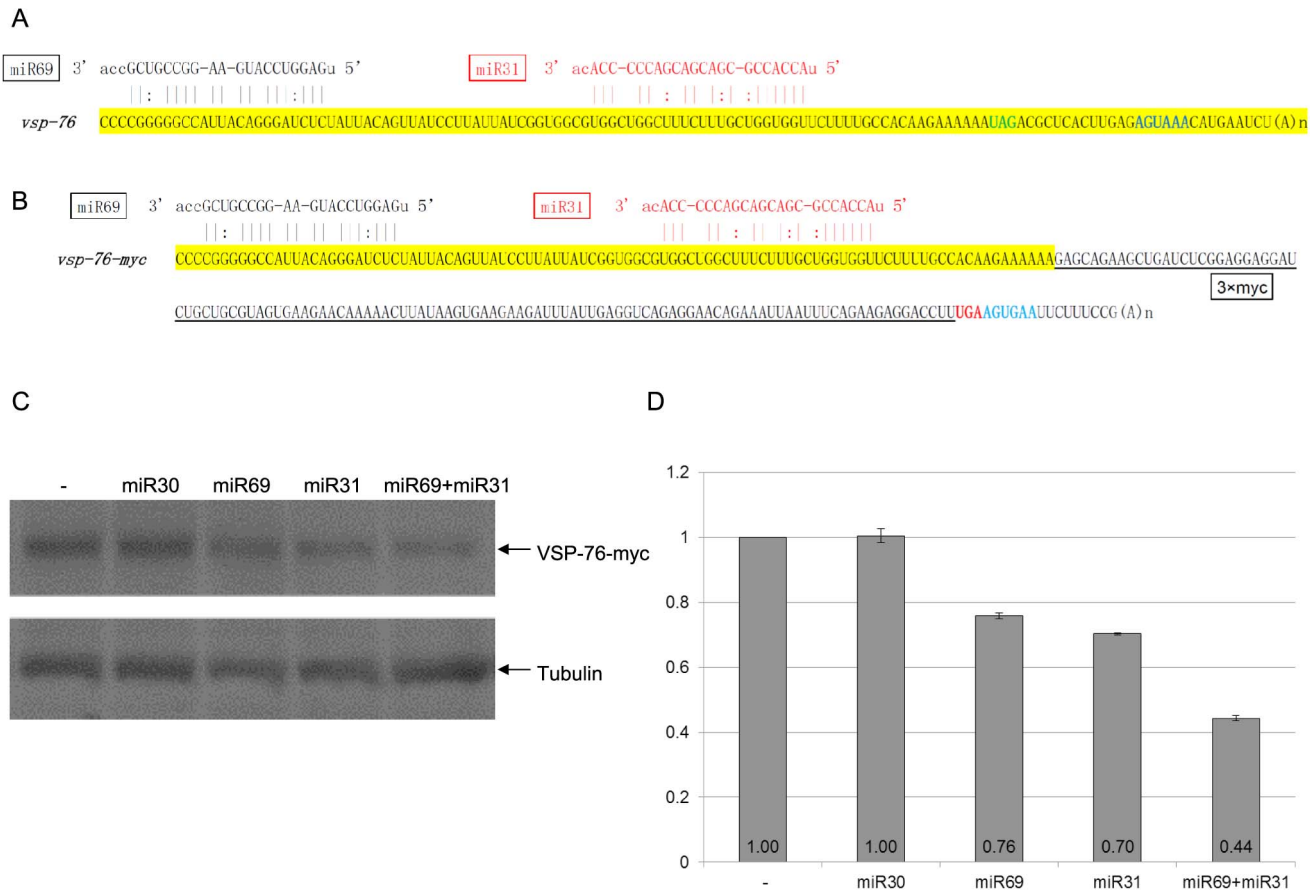 A
miR69 3' accGCUGCCGG-AA-GUACCUGGAGu 5' miR31 3' acACC-CCCAGCAGCAGC-GCCACCAu 5'
vsp-76 CCCCGGGGGCCAUUACAGGGAUCUCUAUUACAGUUAUCCUUAUUAUCGGUGGCGUGGCUGGCUUUCUUUGCUGGUGGUUCUUUUGCCACAAGAAAAAAUAGACGCUCACUUGAGAGUAAACAUGAAUCU(A)n
B
miR69 3' accGCUGCCGG-AA-GUACCUGGAGu 5' miR31 3' acACC-CCCAGCAGCAGC-GCCACCAu 5'
vsp-76-myc CCCCGGGGGCCAUUACAGGGAUCUCUAUUACAGUUAUCCUUAUUAUCGGUGGCGUGGCUGGCUUUCUUUGCUGGUGGUUCUUUUGCCACAAGAAAAAAGAGCAGAAGCUGAUCUCGGAGGAGGAU
3×myc
CUGCUGCGUAGUGAAGAACAAAAACUUAUAAGUGAAGAAGAUUUAUUGAGGUCAGAGGAACAGAAAUUAAUUUCAGAAGAGGACCUUUGAAGUGAAUUCUUUCCG(A)n
C
- miR30 miR69 miR31 miR69+miR31
VSP-76-myc
Tubulin
D
1.2
1
0.8
0.6
0.4
0.2
0
1.00 1.00 0.76 0.70 0.44
- miR30 miR69 miR31 miR69+miR31